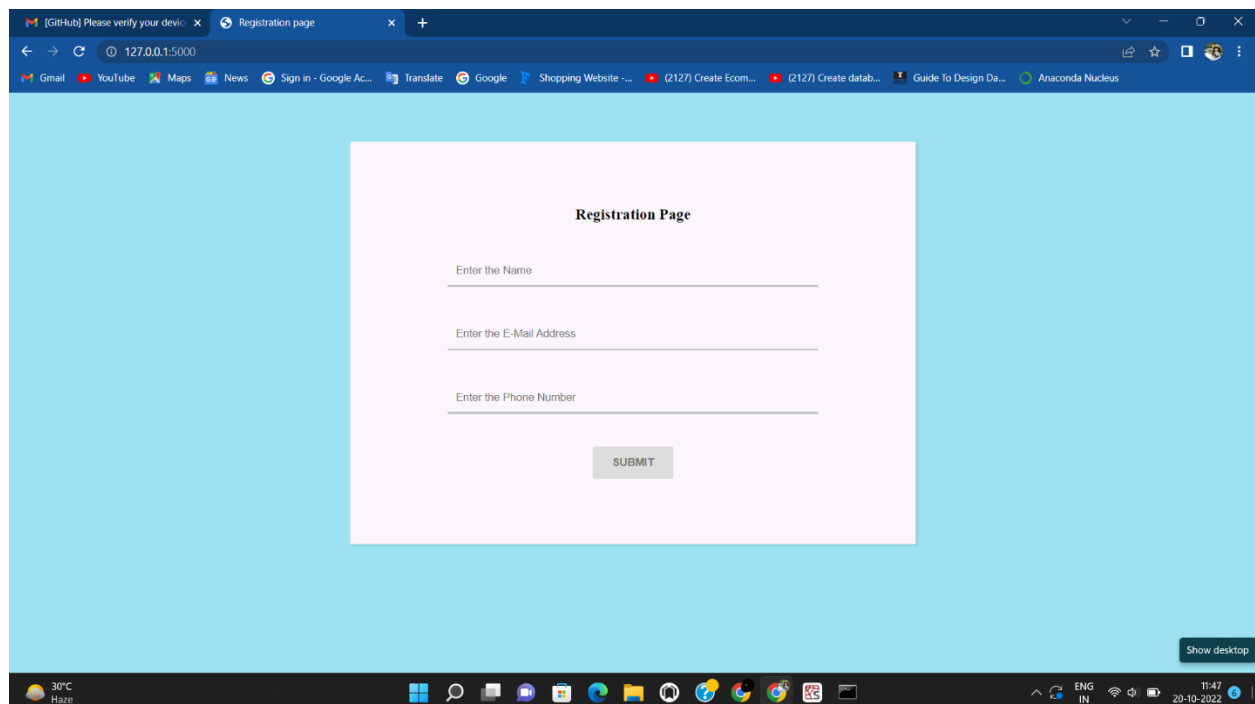 [GitHub] Please verify your devic
Registration page
127.0.0.1:5000
Gmail YouTube Maps News Sign in - Google Ac... Translate Google Shopping Website -... (2127) Create Ecom... (2127) Create datab... Guide To Design Da... Anaconda Nucleus
Registration Page
Enter the Name
Enter the E-Mail Address
Enter the Phone Number
SUBMIT
Show desktop
30°C
Haze
ENG
IN
11:47
20-10-2022
6